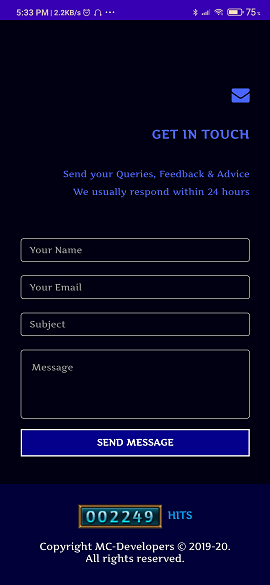 5:33 PM | 2.2KB/s
75
GET IN TOUCH
Send your Queries, Feedback & Advice
We usually respond within 24 hours
Your Name
Your Email
Subject
Message
SEND MESSAGE
002249 HITS
Copyright MC-Developers © 2019-20.
All rights reserved.